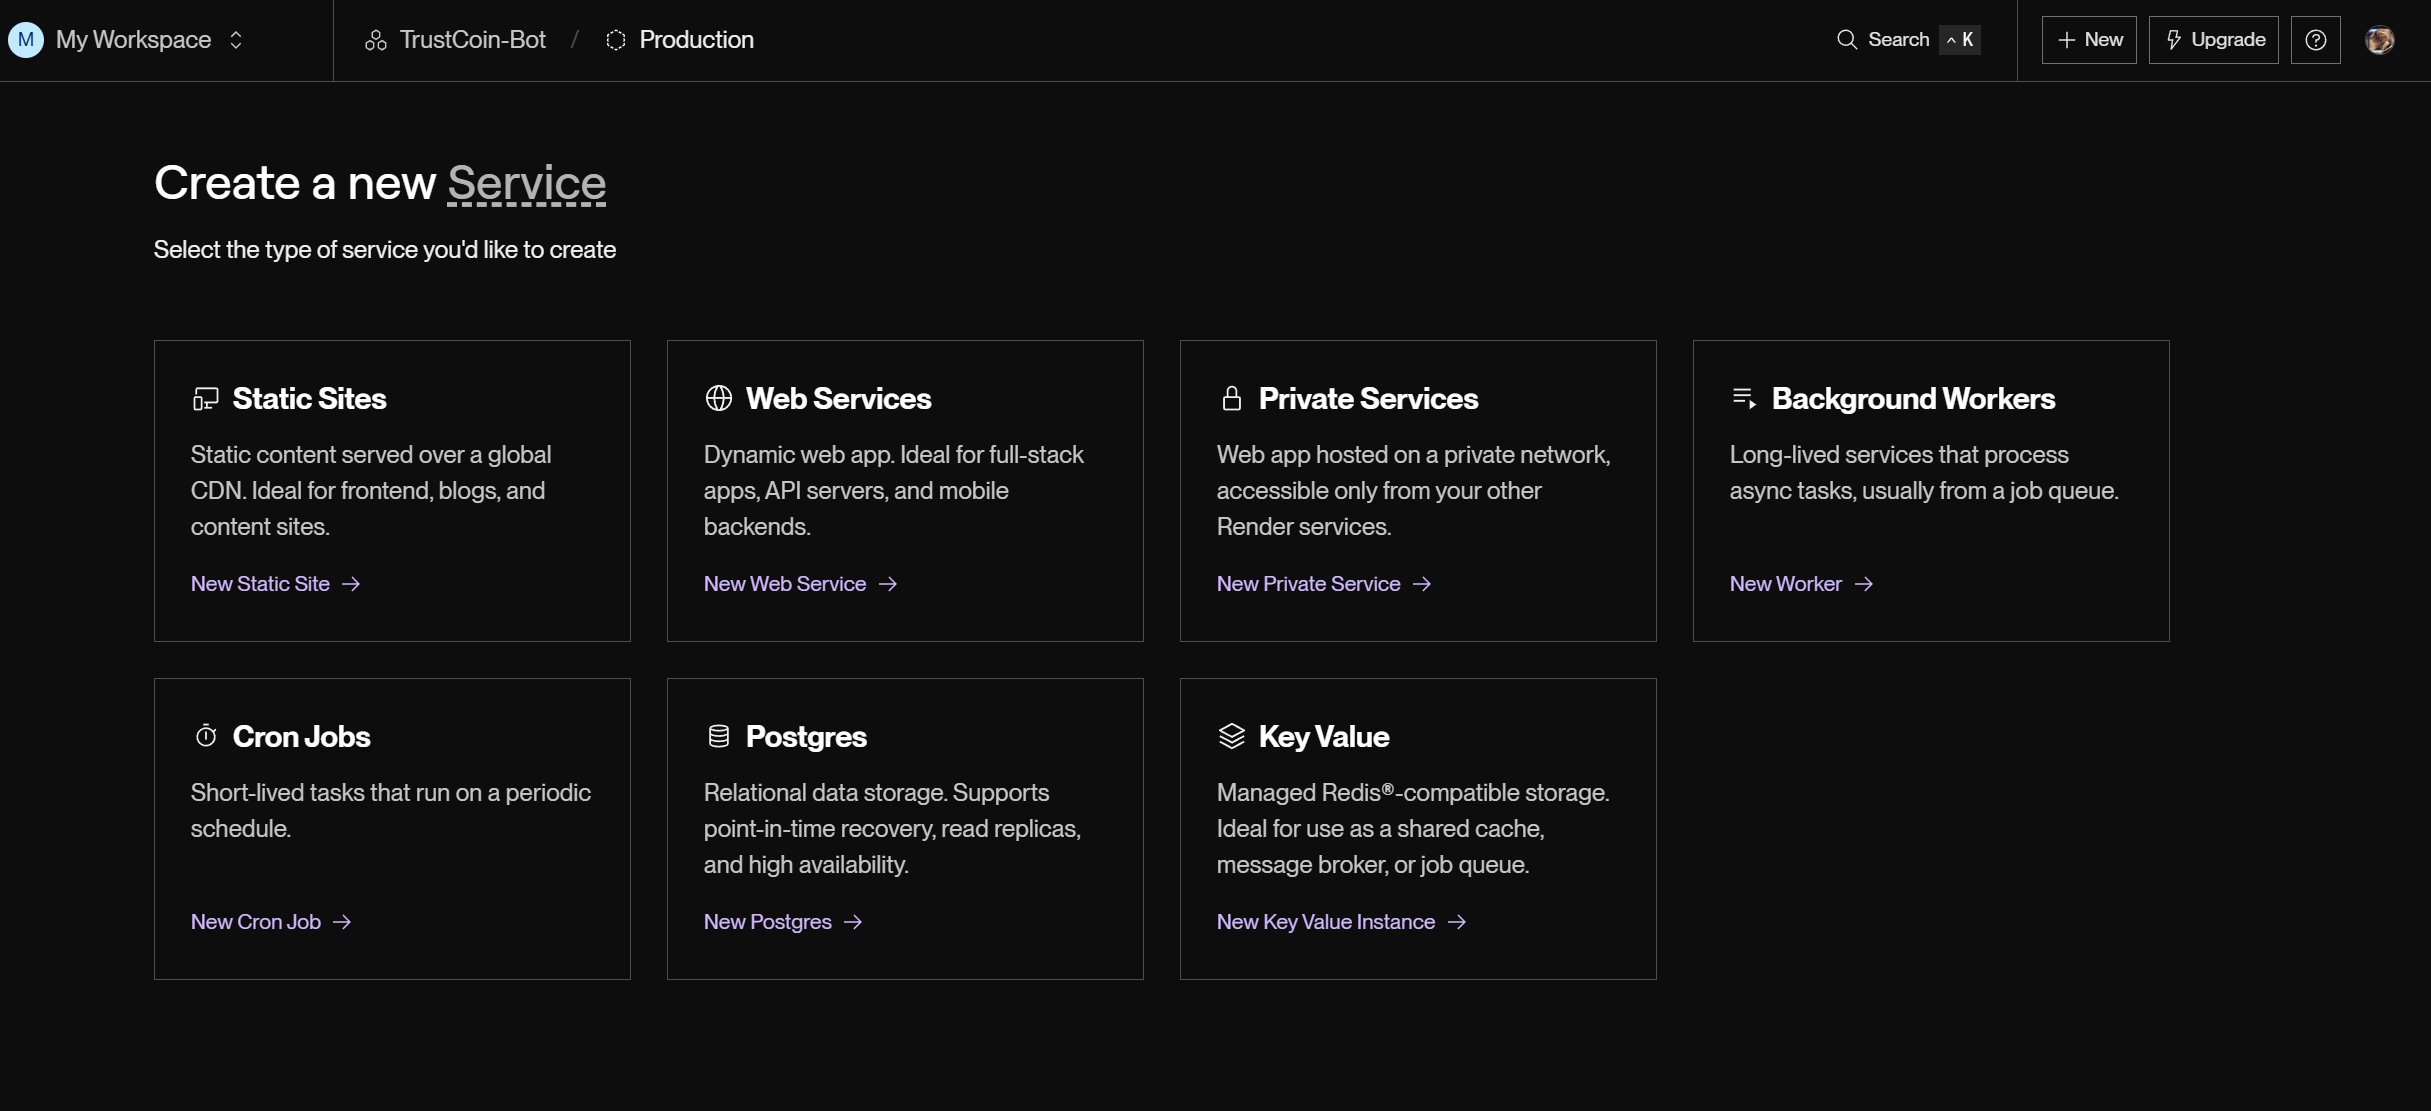 M My Workspace
TrustCoin-Bot / Production
Search ^ K
+ New
Upgrade
?
Create a new Service
Select the type of service you'd like to create
Static Sites
Static content served over a global
CDN. Ideal for frontend, blogs, and
content sites.
New Static Site →
Web Services
Dynamic web app. Ideal for full-stack
apps, API servers, and mobile
backends.
New Web Service →
Private Services
Web app hosted on a private network,
accessible only from your other
Render services.
New Private Service →
Background Workers
Long-lived services that process
async tasks, usually from a job queue.
New Worker →
Cron Jobs
Short-lived tasks that run on a periodic
schedule.
New Cron Job →
Postgres
Relational data storage. Supports
point-in-time recovery, read replicas,
and high availability.
New Postgres →
Key Value
Managed Redis®-compatible storage.
Ideal for use as a shared cache,
message broker, or job queue.
New Key Value Instance →